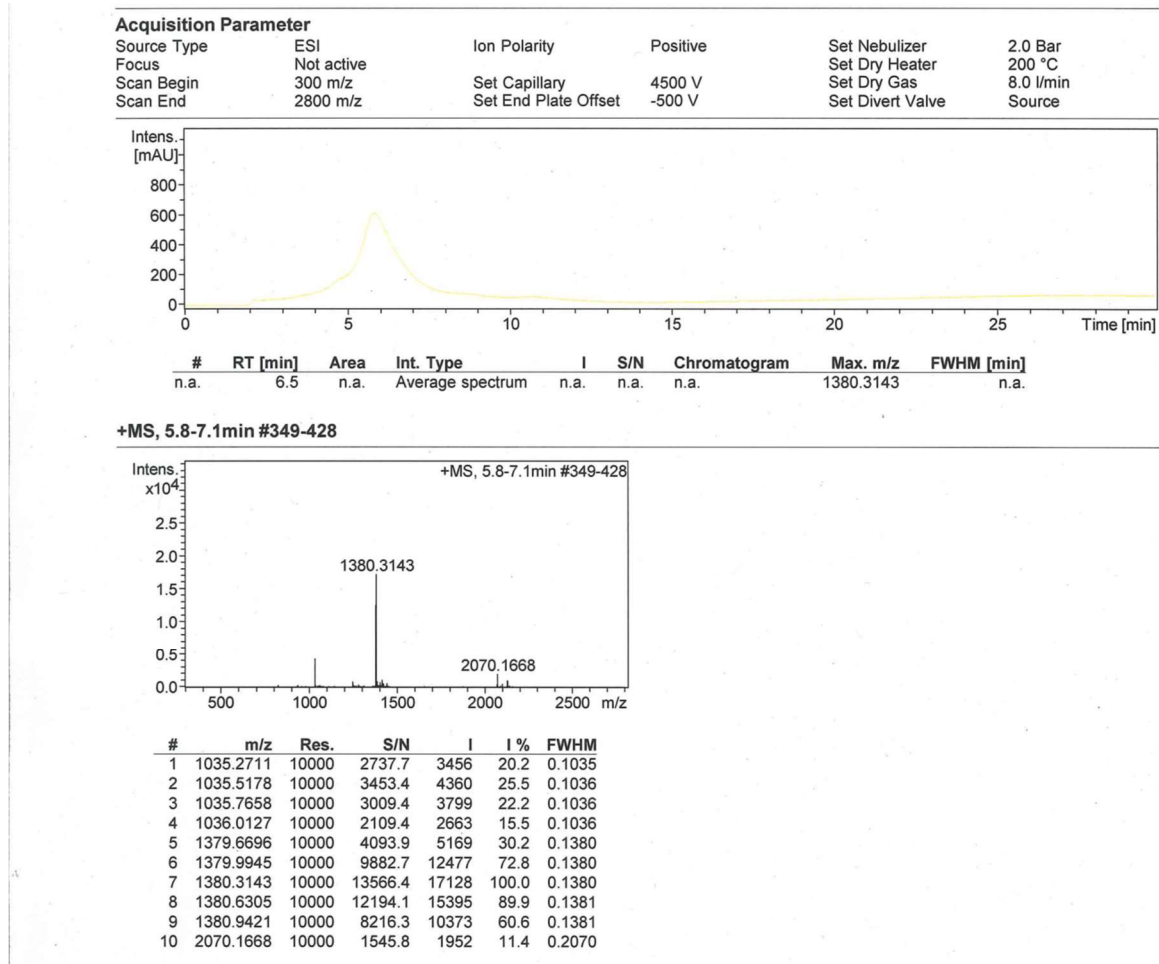 Acquisition Parameter
Source Type ESI Ion Polarity Positive Set Nebulizer 2.0 Bar
Focus Not active Set Dry Heater 200 °C
Scan Begin 300 m/z Set Capillary 4500 V Set Dry Gas 8.0 l/min
Scan End 2800 m/z Set End Plate Offset -500 V Set Divert Valve Source
Intens.
[mAU]
800
600
400
200
0
0 5 10 15 20 25 Time [min]
# RT [min] Area Int. Type I S/N Chromatogram Max. m/z FWHM [min]
n.a. 6.5 n.a. Average spectrum n.a. n.a. n.a. 1380.3143 n.a.
+MS, 5.8-7.1min #349-428
Intens.
x10⁴
+MS, 5.8-7.1min #349-428
2.5
2.0
1380.3143
1.5
1.0
0.5
2070.1668
0.0
500 1000 1500 2000 2500 m/z
# m/z Res. S/N I I % FWHM
1 1035.2711 10000 2737.7 3456 20.2 0.1035
2 1035.5178 10000 3453.4 4360 25.5 0.1036
3 1035.7658 10000 3009.4 3799 22.2 0.1036
4 1036.0127 10000 2109.4 2663 15.5 0.1036
5 1379.6696 10000 4093.9 5169 30.2 0.1380
6 1379.9945 10000 9882.7 12477 72.8 0.1380
7 1380.3143 10000 13566.4 17128 100.0 0.1380
8 1380.6305 10000 12194.1 15395 89.9 0.1381
9 1380.9421 10000 8216.3 10373 60.6 0.1381
10 2070.1668 10000 1545.8 1952 11.4 0.2070